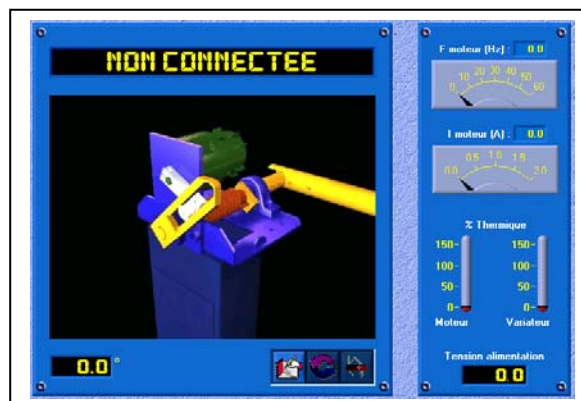 NON CONNECTEE
0.0 °
F moteur (Hz) : 0.0
0 10 20 30 40 50 60
I moteur (A) : 0.0
0.0 0.5 1.0 1.5 2.0
% Thermique
150 150
100 100
50 50
0 0
Moteur Variateur
Tension alimentation
0.0